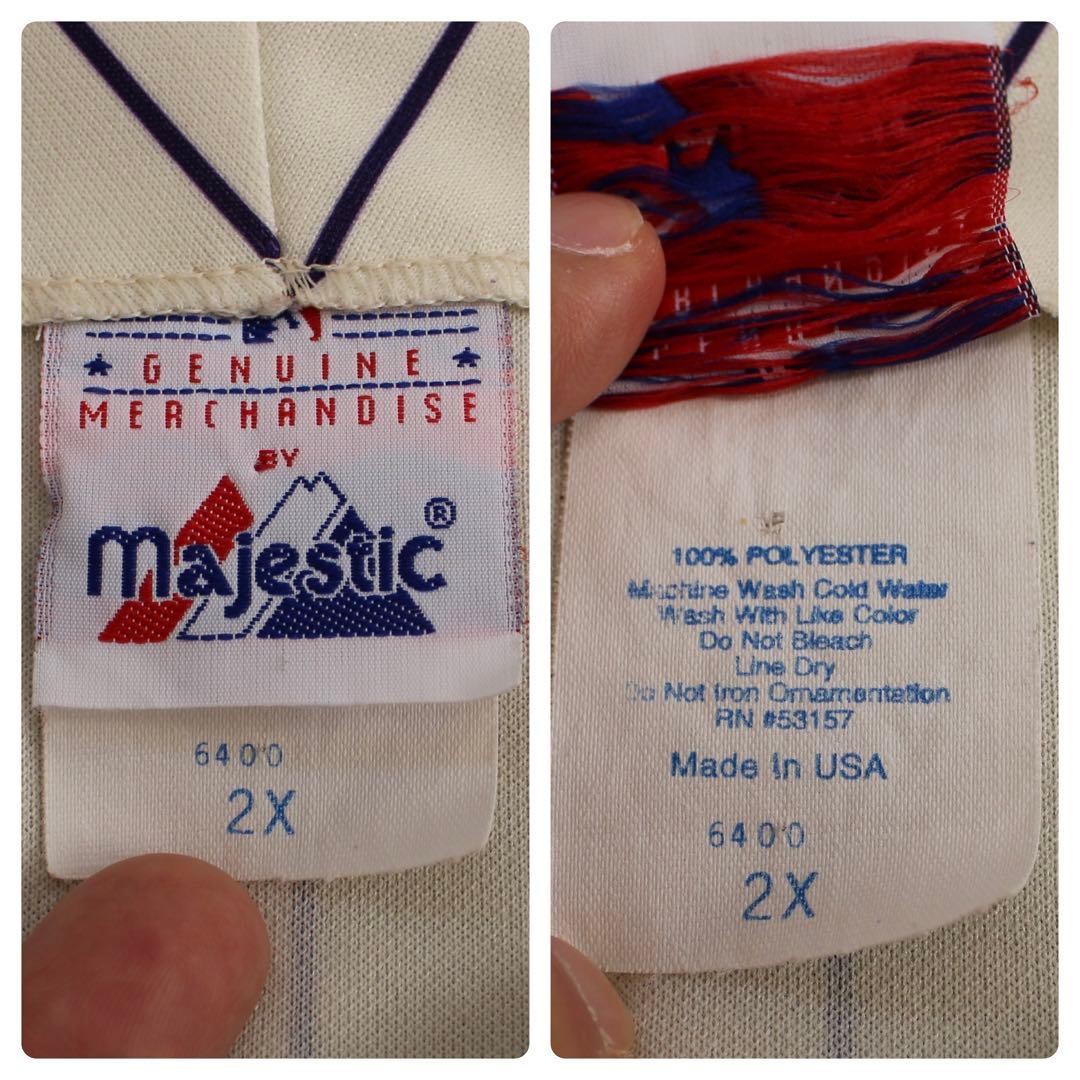 GENUINE
MERCHANDISE
BY
Majestic®
6400
2X
100% POLYESTER
Machine Wash Cold Water
Wash With Like Color
Do Not Bleach
Line Dry
Do Not Iron Ornamentation
RN #53157
Made In USA
6400
2X